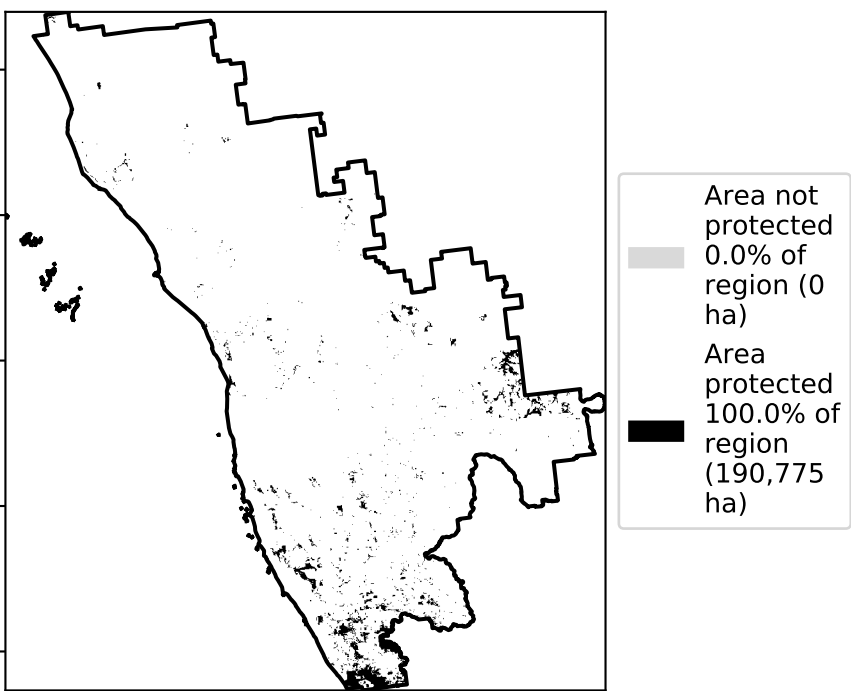 Area not
protected
0.0% of
region (0
ha)
Area
protected
100.0% of
region
(190,775
ha)